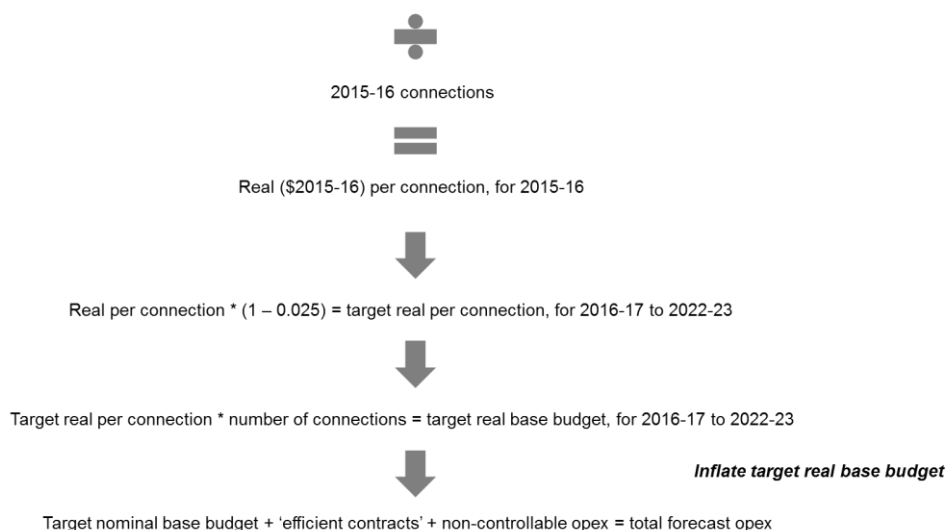 2015-16 connections
Real ($2015-16) per connection, for 2015-16
Real per connection * (1 – 0.025) = target real per connection, for 2016-17 to 2022-23
Target real per connection * number of connections = target real base budget, for 2016-17 to 2022-23
Inflate target real base budget
Target nominal base budget + ‘efficient contracts’ + non-controllable opex = total forecast opex